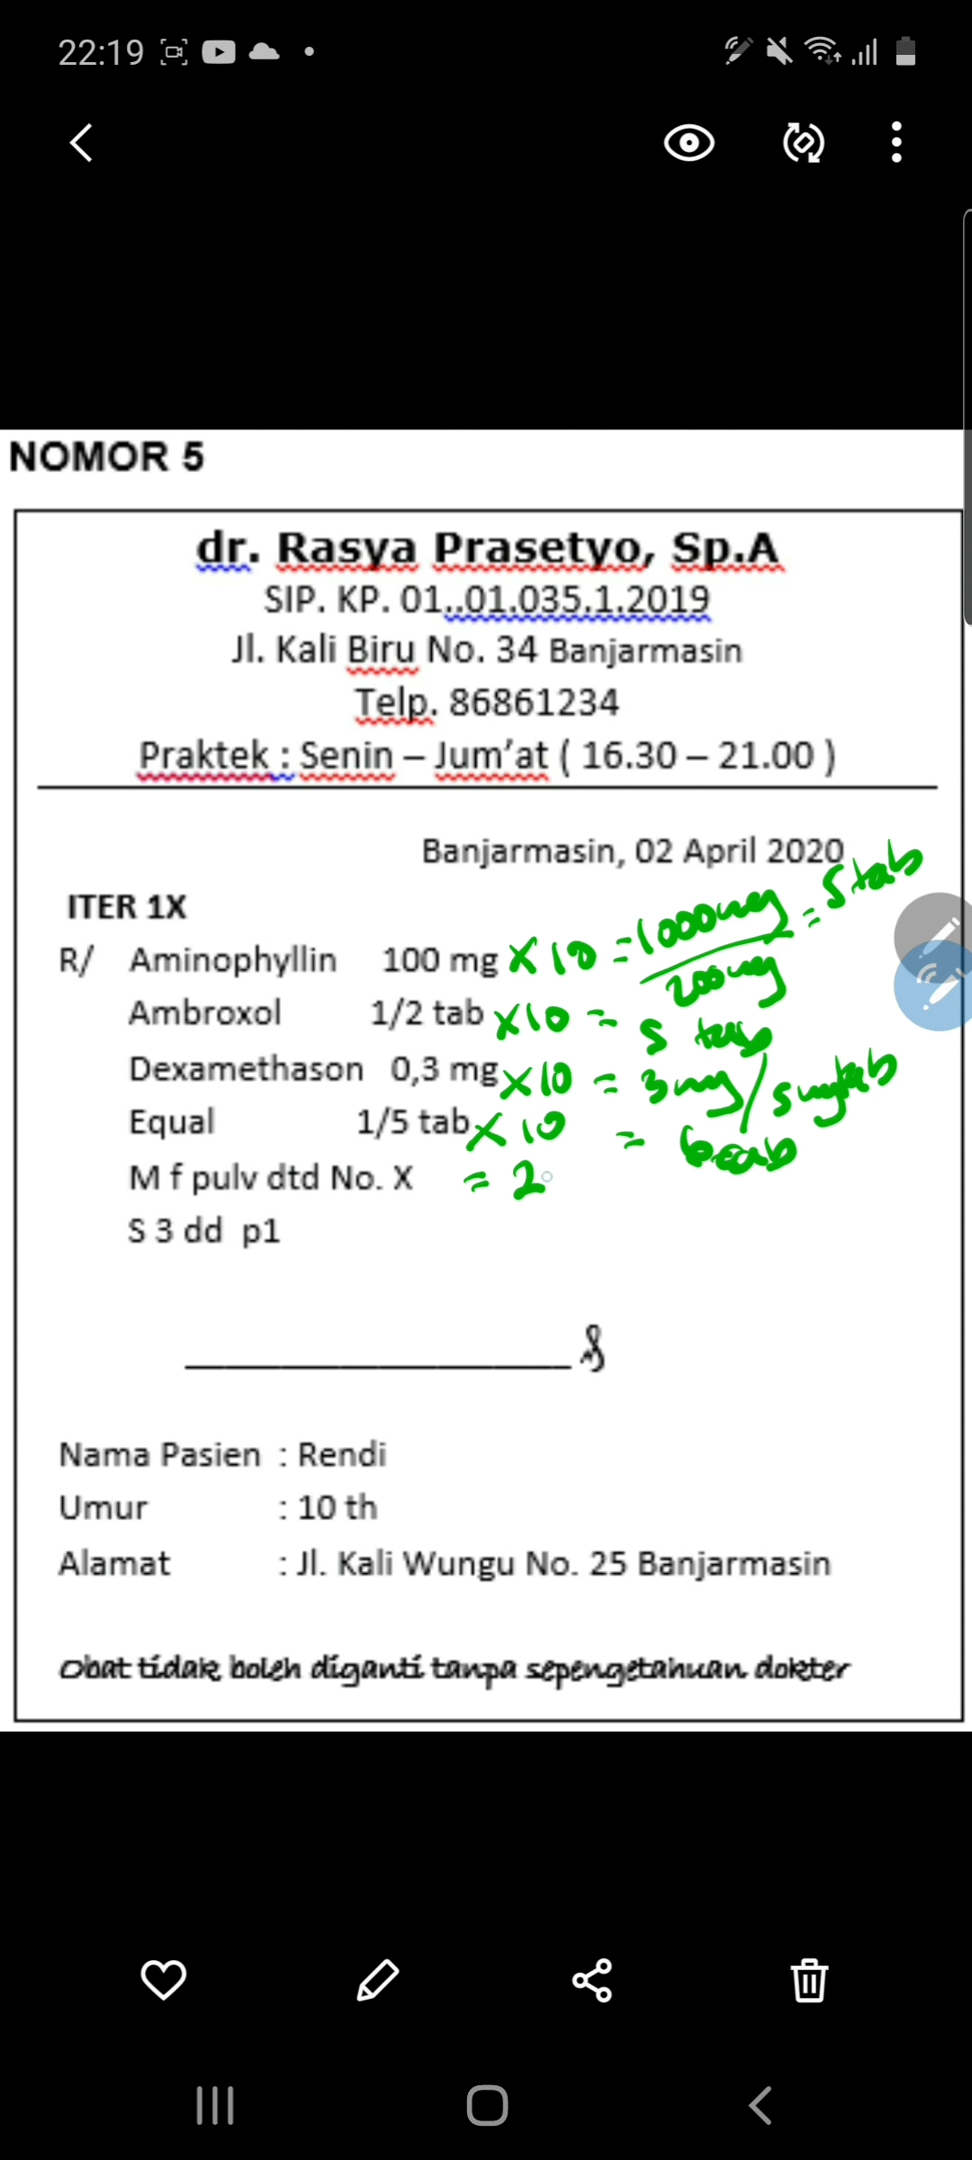 22:19
NOMOR 5
dr. Rasya Prasetyo, Sp.A
SIP. KP. 01..01.035.1.2019
Jl. Kali Biru No. 34 Banjarmasin
Telp. 86861234
Praktek : Senin – Jum'at ( 16.30 – 21.00 )
Banjarmasin, 02 April 2020
ITER 1X
R/ Aminophyllin 100 mg x 10 = 1000mg / 200mg = 5 tab
Ambroxol 1/2 tab x10 = 5 tab
Dexamethason 0,3 mg x10 = 3mg / 5mg/tab
Equal 1/5 tab x 10 = 6 tab
M f pulv dtd No. X = 2
S 3 dd p1
Nama Pasien : Rendi
Umur : 10 th
Alamat : Jl. Kali Wungu No. 25 Banjarmasin
Obat tidak boleh diganti tanpa sepengetahuan dokter